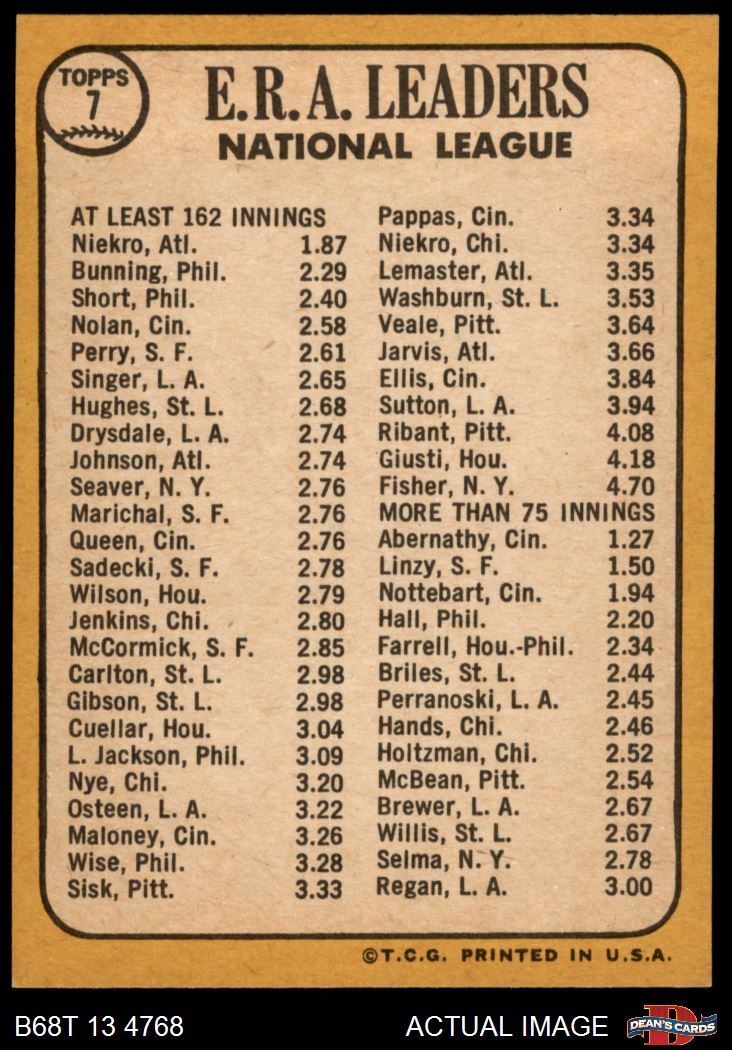 TOPPS
7
E.R.A. LEADERS
NATIONAL LEAGUE
AT LEAST 162 INNINGS
Niekro, Atl. 1.87
Bunning, Phil. 2.29
Short, Phil. 2.40
Nolan, Cin. 2.58
Perry, S. F. 2.61
Singer, L. A. 2.65
Hughes, St. L. 2.68
Drysdale, L. A. 2.74
Johnson, Atl. 2.74
Seaver, N. Y. 2.76
Marichal, S. F. 2.76
Queen, Cin. 2.76
Sadecki, S. F. 2.78
Wilson, Hou. 2.79
Jenkins, Chi. 2.80
McCormick, S. F. 2.85
Carlton, St. L. 2.98
Gibson, St. L. 2.98
Cuellar, Hou. 3.04
L. Jackson, Phil. 3.09
Nye, Chi. 3.20
Osteen, L. A. 3.22
Maloney, Cin. 3.26
Wise, Phil. 3.28
Sisk, Pitt. 3.33
Pappas, Cin. 3.34
Niekro, Chi. 3.34
Lemaster, Atl. 3.35
Washburn, St. L. 3.53
Veale, Pitt. 3.64
Jarvis, Atl. 3.66
Ellis, Cin. 3.84
Sutton, L. A. 3.94
Ribant, Pitt. 4.08
Giusti, Hou. 4.18
Fisher, N. Y. 4.70
MORE THAN 75 INNINGS
Abernathy, Cin. 1.27
Linzy, S. F. 1.50
Nottebart, Cin. 1.94
Hall, Phil. 2.20
Farrell, Hou.-Phil. 2.34
Briles, St. L. 2.44
Perranoski, L. A. 2.45
Hands, Chi. 2.46
Holtzman, Chi. 2.52
McBean, Pitt. 2.54
Brewer, L. A. 2.67
Willis, St. L. 2.67
Selma, N. Y. 2.78
Regan, L. A. 3.00
©T.C.G. PRINTED IN U.S.A.
B68T 13 4768
ACTUAL IMAGE
D
DEAN'S CARDS